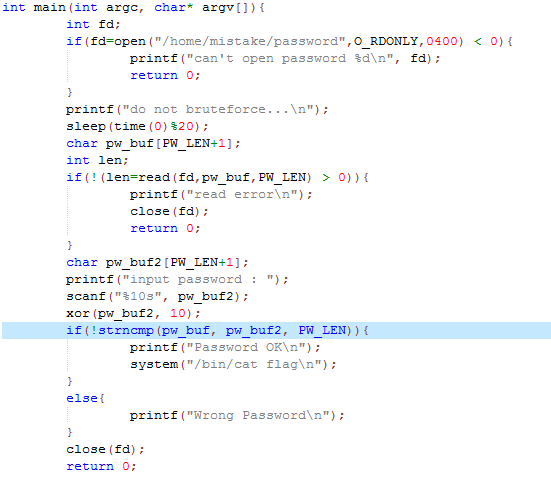 int main(int argc, char* argv[]){
int fd;
if(fd=open("/home/mistake/password",O_RDONLY,0400) < 0){
printf("can't open password %d\n", fd);
return 0;
}
printf("do not bruteforce...\n");
sleep(time(0)%20);
char pw_buf[PW_LEN+1];
int len;
if(!(len=read(fd,pw_buf,PW_LEN) > 0)){
printf("read error\n");
close(fd);
return 0;
}
char pw_buf2[PW_LEN+1];
printf("input password : ");
scanf("%10s", pw_buf2);
xor(pw_buf2, 10);
if(!strncmp(pw_buf, pw_buf2, PW_LEN)){
printf("Password OK\n");
system("/bin/cat flag\n");
}
else{
printf("Wrong Password\n");
}
close(fd);
return 0;